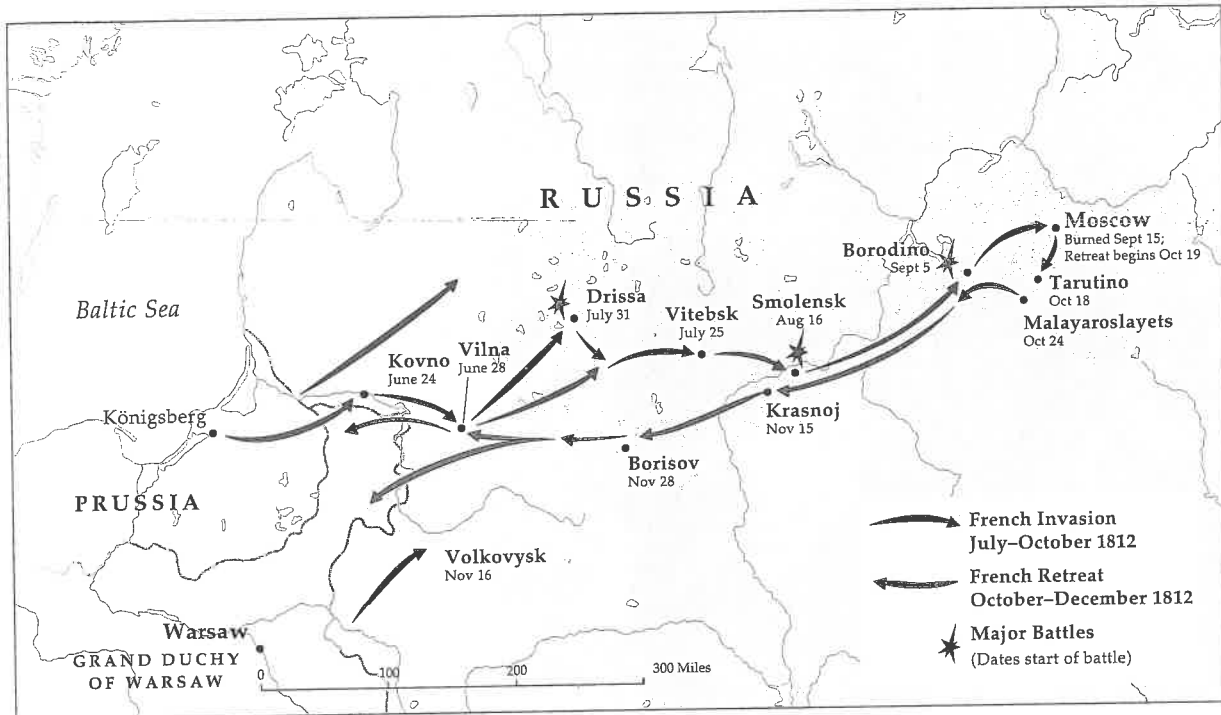 RUSSIA
Baltic Sea
Moscow
Burned Sept 15;
Retreat begins Oct 19
Borodino
Sept 5
Tarutino
Oct 18
Malayaroslayets
Oct 24
Drissa
July 31
Vitebsk
July 25
Smolensk
Aug 16
Kovno
June 24
Vilna
June 28
Königsberg
Krasnoj
Nov 15
Borisov
Nov 28
PRUSSIA
Volkovysk
Nov 16
Warsaw
GRAND DUCHY
OF WARSAW
0
100
200
300 Miles
French Invasion
July–October 1812
French Retreat
October–December 1812
Major Battles
(Dates start of battle)